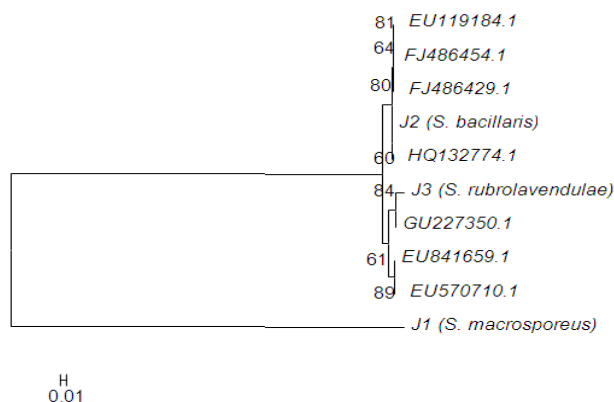 81 EU119184.1
64 FJ486454.1
80 FJ486429.1
J2 (S. bacillaris)
60 HQ132774.1
84 J3 (S. rubrolavendulae)
GU227350.1
61 EU841659.1
89 EU570710.1
J1 (S. macrosporeus)
H
0.01